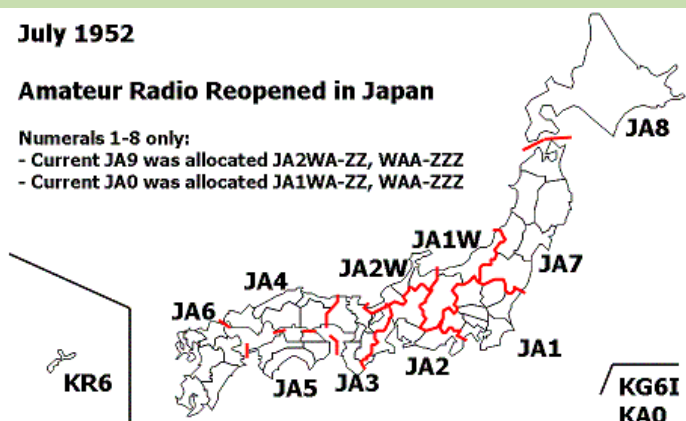 July 1952
Amateur Radio Reopened in Japan
Numerals 1-8 only:
- Current JA9 was allocated JA2WA-ZZ, WAA-ZZZ
- Current JA0 was allocated JA1WA-ZZ, WAA-ZZZ
JA8
JA1W
JA2W
JA7
JA4
JA6
JA1
JA2
KR6
JA5
JA3
KG6I
KA0